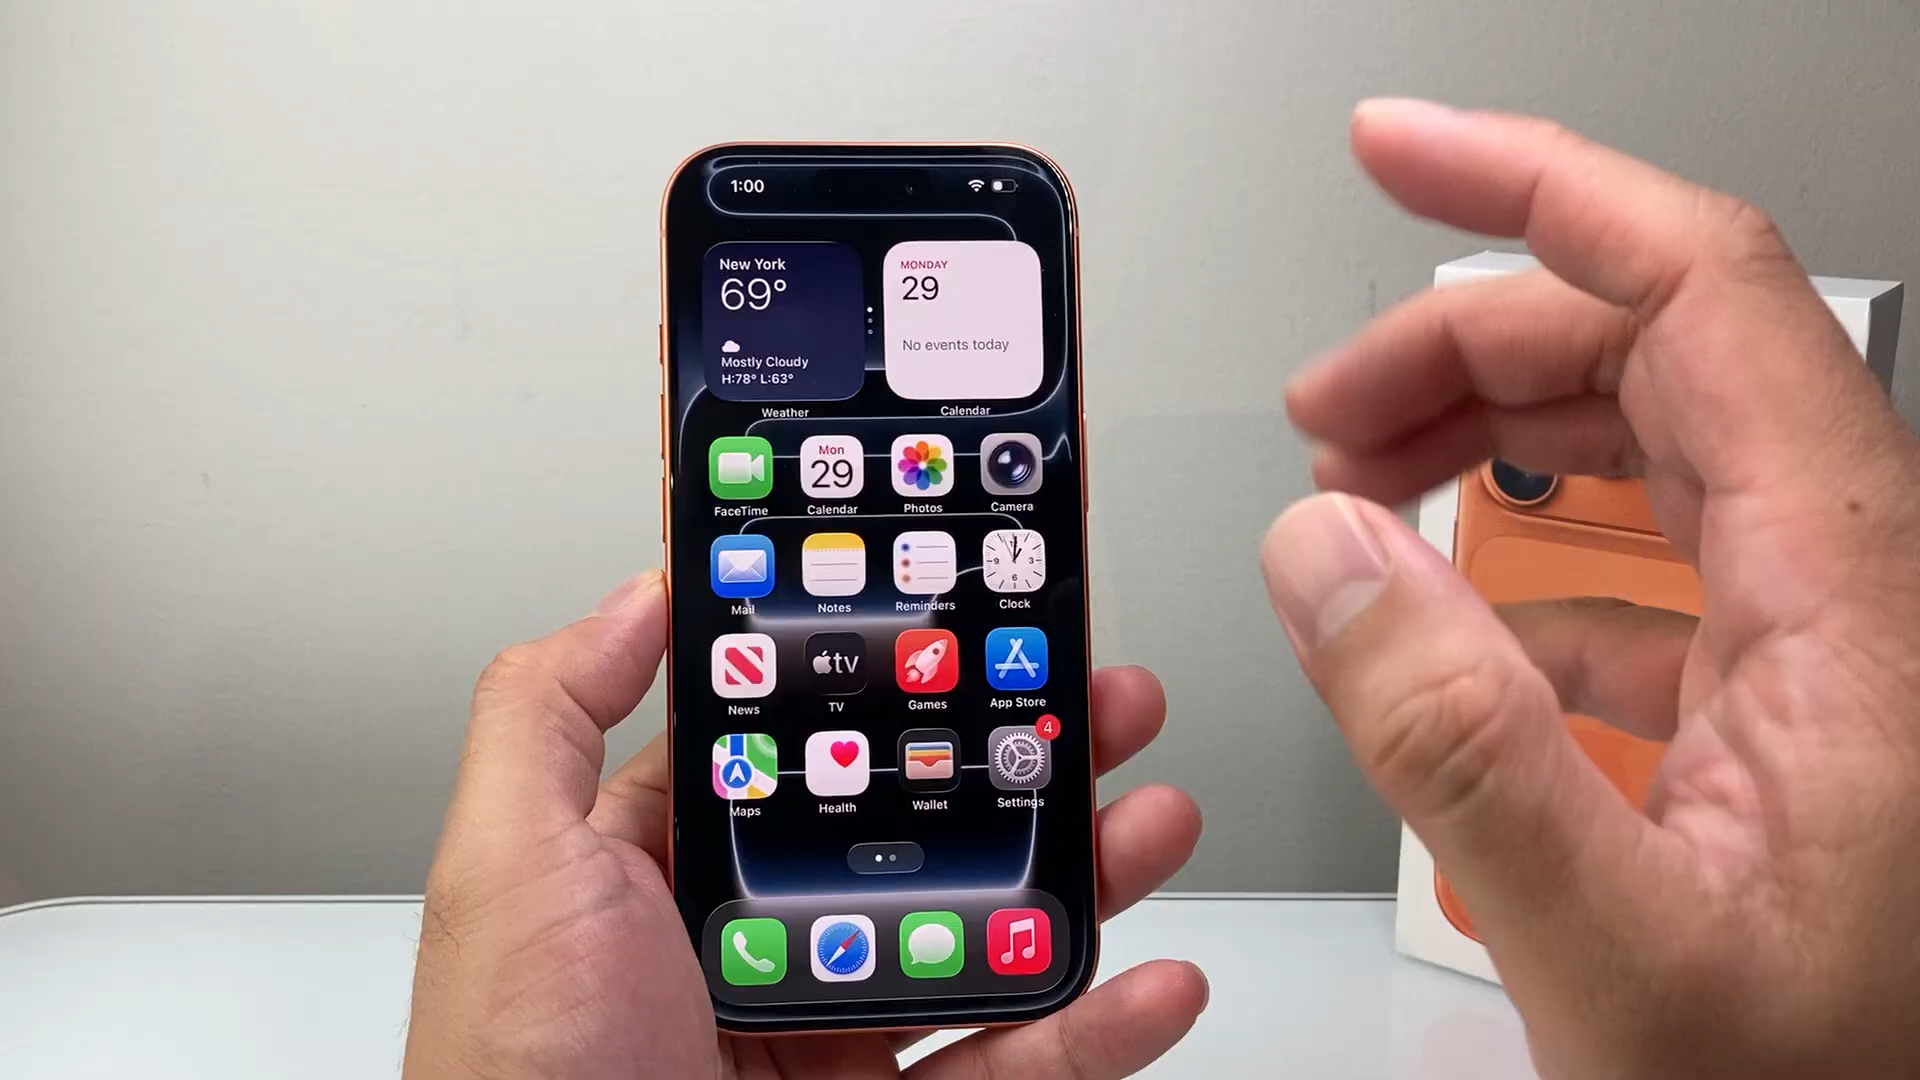 1:00
New York
69°
Mostly Cloudy
H:78° L:63°
Weather
MONDAY
29
No events today
Calendar
FaceTime
Mon
29
Calendar
Photos
Camera
Mail
Notes
Reminders
Clock
News
tv
TV
Games
App Store
4
Maps
Health
Wallet
Settings